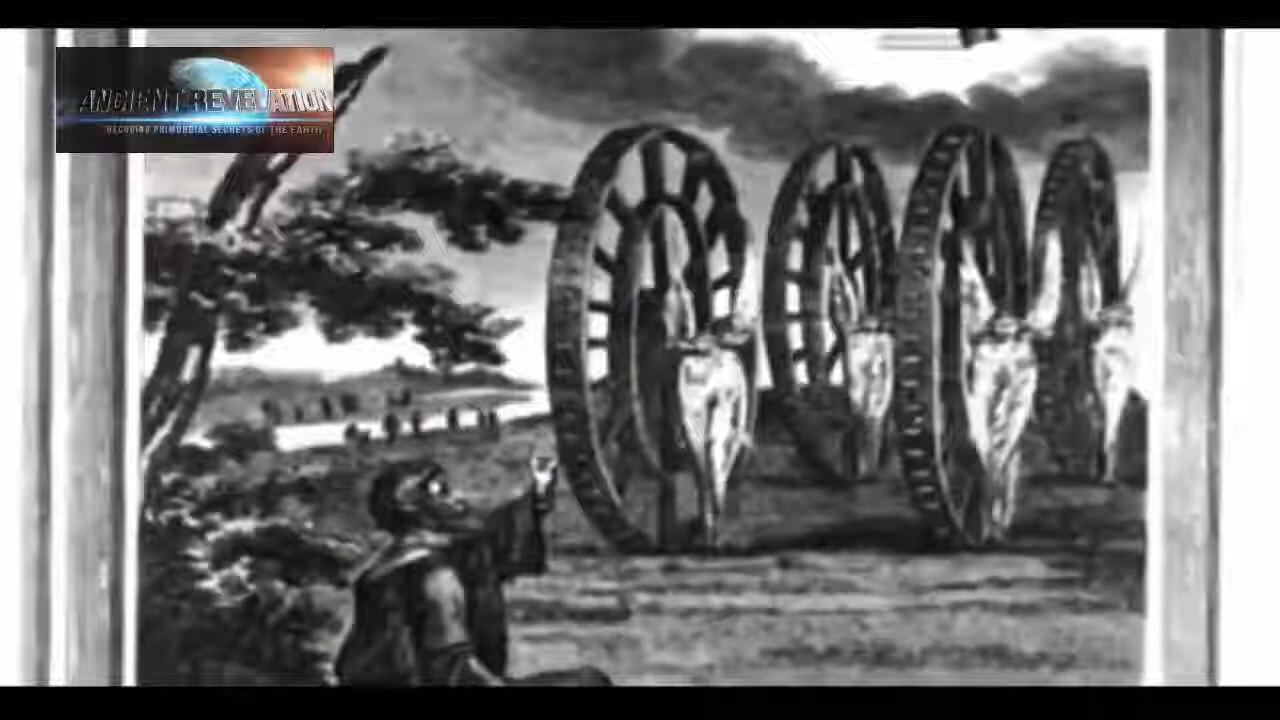 ANCIENT REVELATION
DECODING PRIMORDIAL SECRETS OF THE EARTH